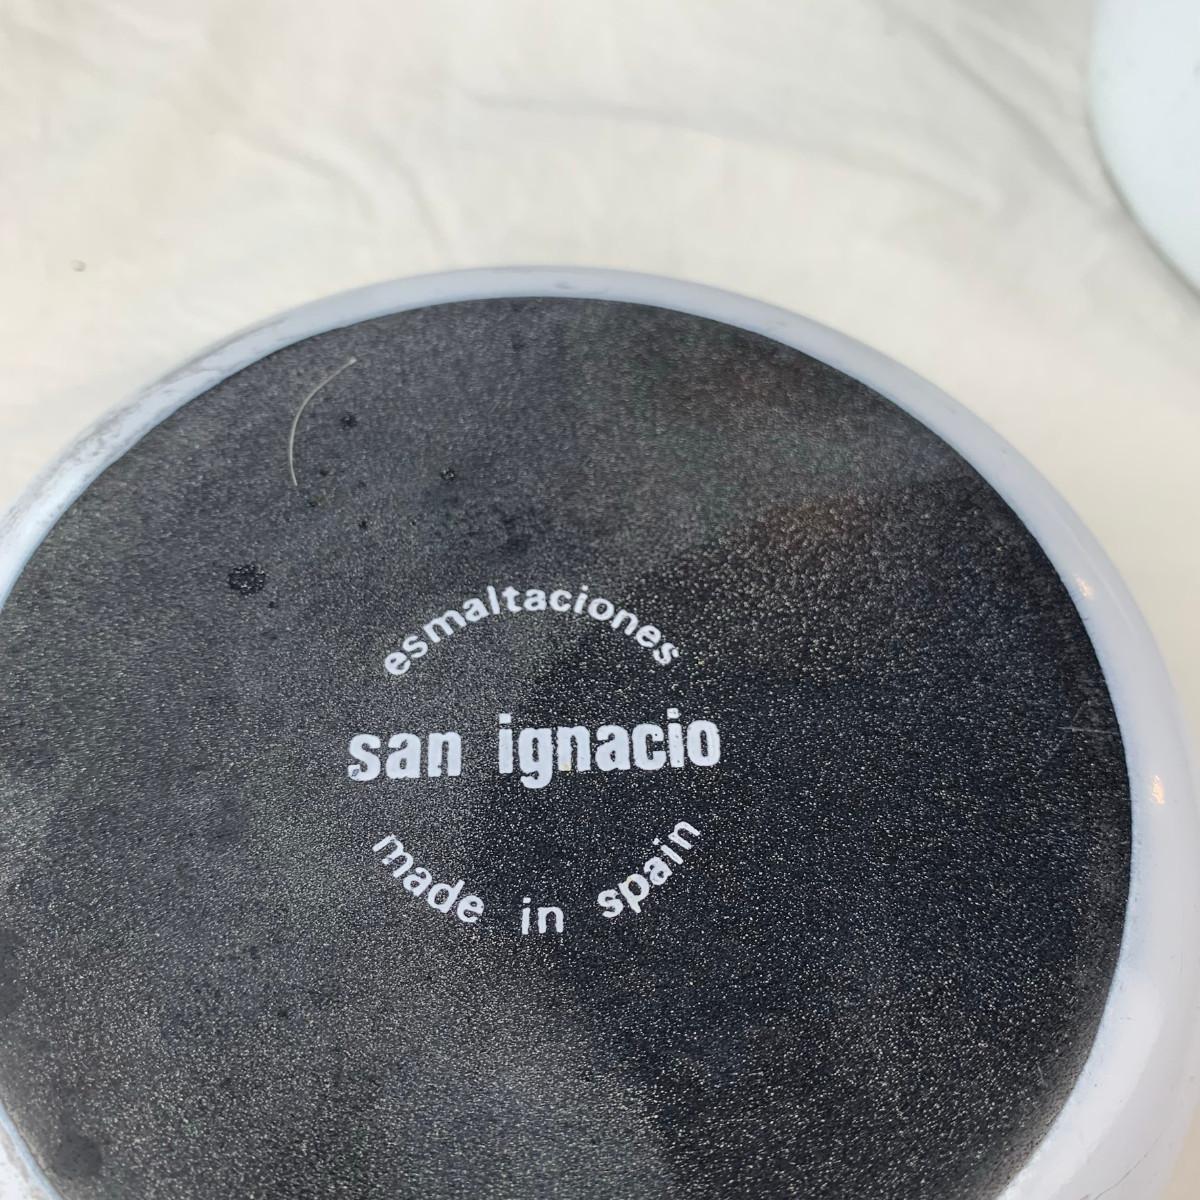 esmaltaciones
san ignacio
made in spain